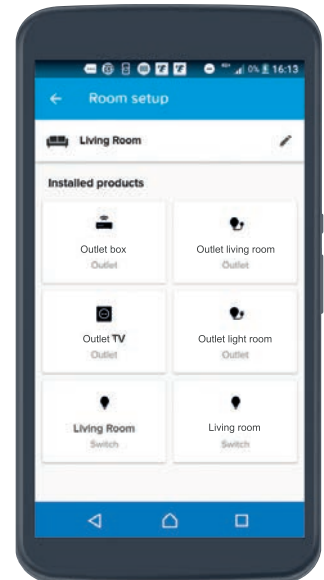 0% 16:13
Room setup
Living Room
Installed products
Outlet box
Outlet
Outlet living room
Outlet
Outlet TV
Outlet
Outlet light room
Outlet
Living Room
Switch
Living room
Switch